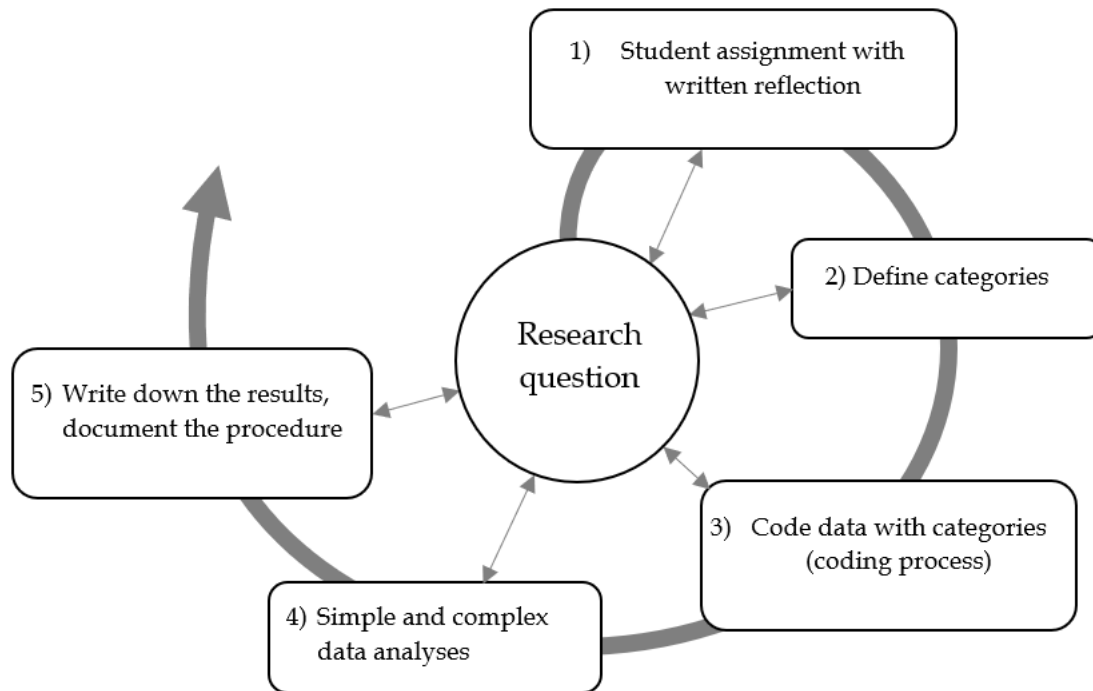 1) Student assignment with
written reflection
2) Define categories
Research
question
5) Write down the results,
document the procedure
3) Code data with categories
(coding process)
4) Simple and complex
data analyses